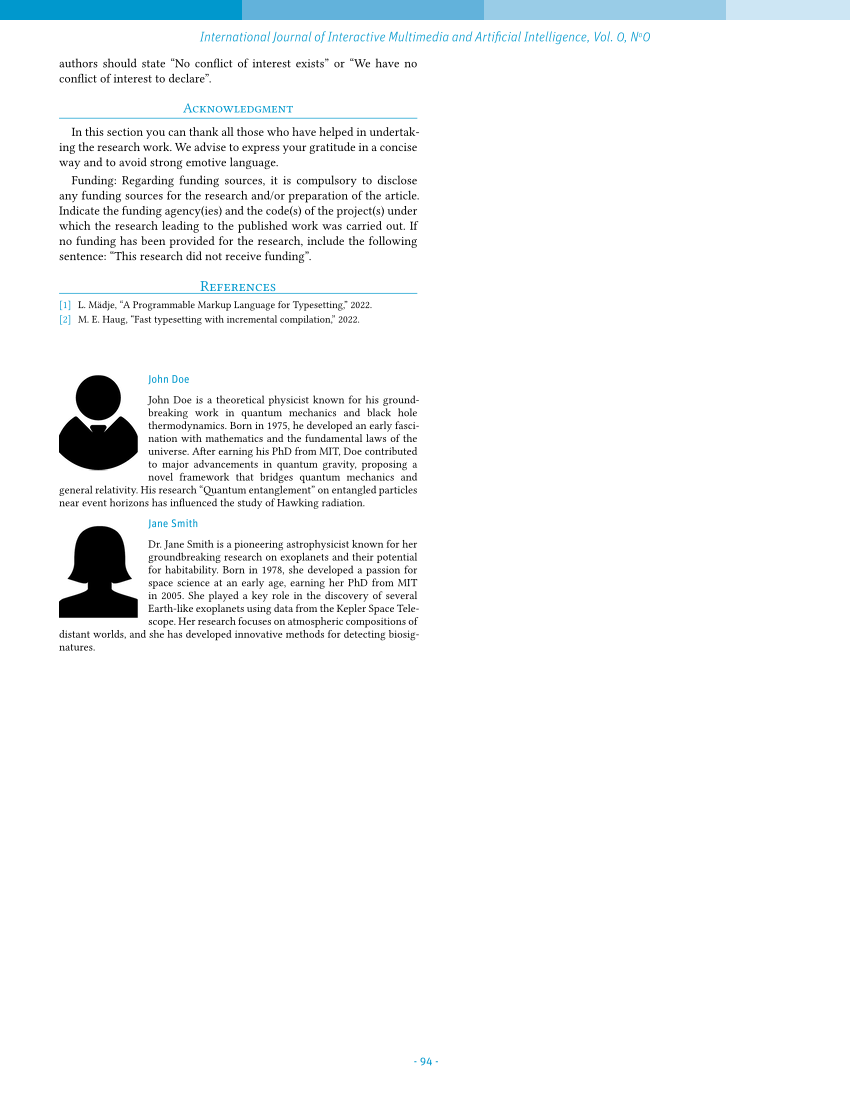 International Journal of Interactive Multimedia and Artificial Intelligence, Vol. 0, Nº0
authors should state “No conflict of interest exists” or “We have no
conflict of interest to declare”.
Acknowledgment
In this section you can thank all those who have helped in undertak-
ing the research work. We advise to express your gratitude in a concise
way and to avoid strong emotive language.
Funding: Regarding funding sources, it is compulsory to disclose
any funding sources for the research and/or preparation of the article.
Indicate the funding agency(ies) and the code(s) of the project(s) under
which the research leading to the published work was carried out. If
no funding has been provided for the research, include the following
sentence: “This research did not receive funding”.
References
[1] L. Mädje, “A Programmable Markup Language for Typesetting,” 2022.
[2] M. E. Haug, “Fast typesetting with incremental compilation,” 2022.
John Doe
John Doe is a theoretical physicist known for his ground-
breaking work in quantum mechanics and black hole
thermodynamics. Born in 1975, he developed an early fasci-
nation with mathematics and the fundamental laws of the
universe. After earning his PhD from MIT, Doe contributed
to major advancements in quantum gravity, proposing a
novel framework that bridges quantum mechanics and
general relativity. His research “Quantum entanglement” on entangled particles
near event horizons has influenced the study of Hawking radiation.
Jane Smith
Dr. Jane Smith is a pioneering astrophysicist known for her
groundbreaking research on exoplanets and their potential
for habitability. Born in 1978, she developed a passion for
space science at an early age, earning her PhD from MIT
in 2005. She played a key role in the discovery of several
Earth-like exoplanets using data from the Kepler Space Tele-
scope. Her research focuses on atmospheric compositions of
distant worlds, and she has developed innovative methods for detecting biosig-
natures.
- 94 -